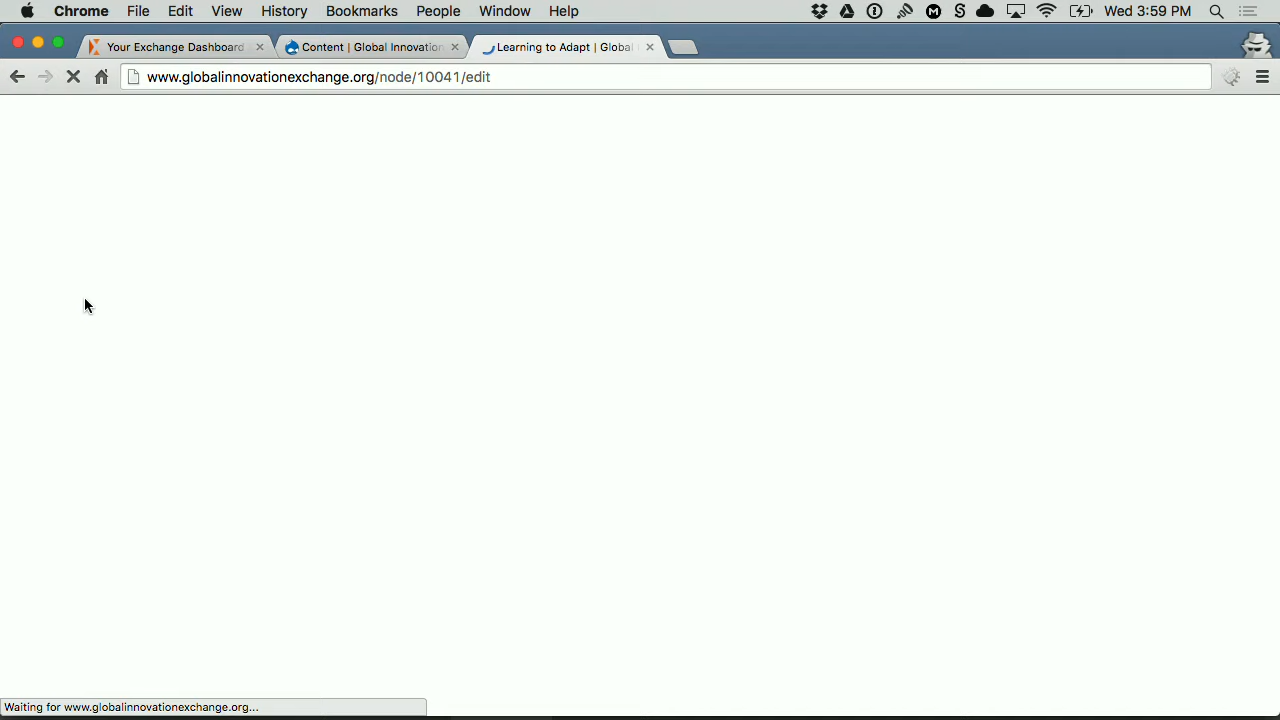 Chrome File Edit View History Bookmarks People Window Help Wed 3:59 PM
Your Exchange Dashboard Content | Global Innovation Learning to Adapt | Global
www.globalinnovationexchange.org/node/10041/edit
Waiting for www.globalinnovationexchange.org...